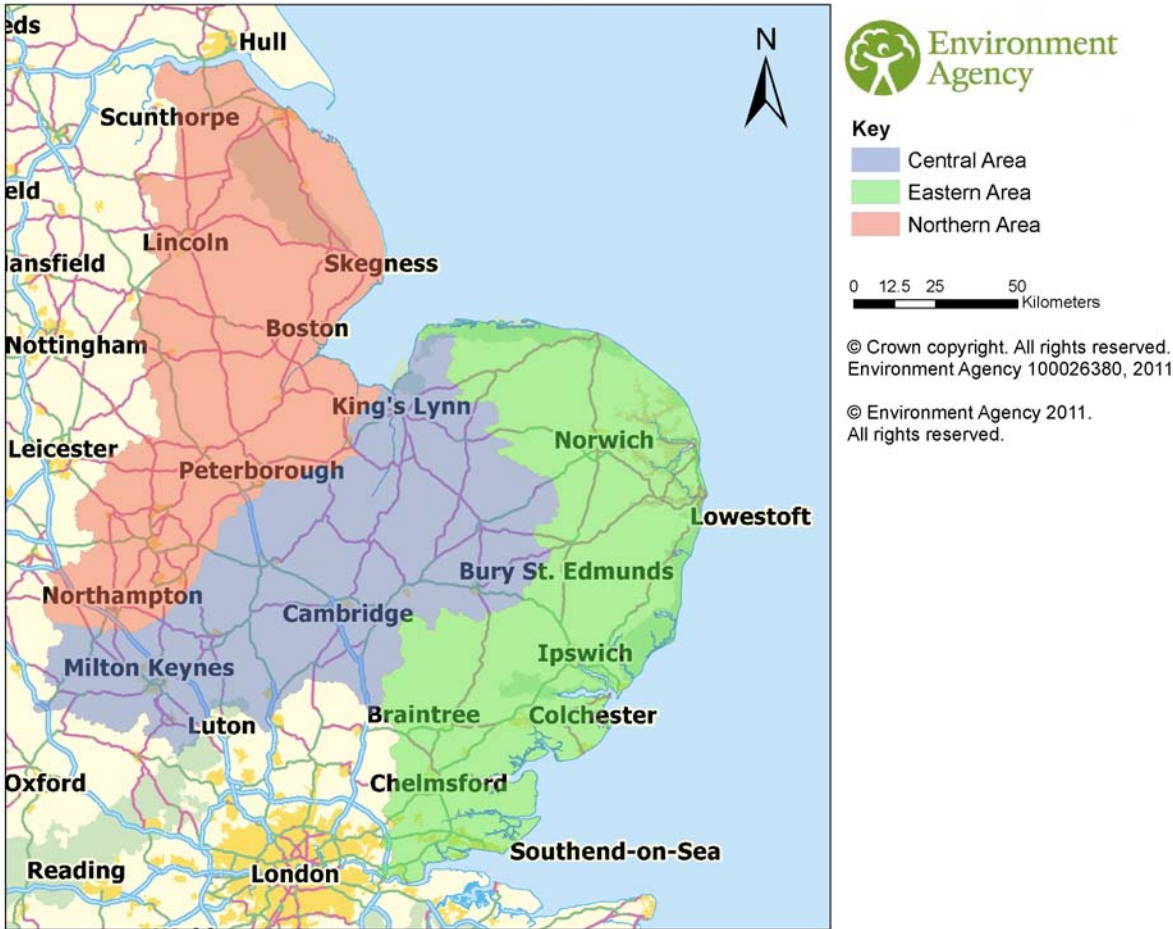 eds
Hull
Scunthorpe
eld
Lincoln
lansfield
Skegness
Boston
Nottingham
King's Lynn
Leicester
Norwich
Peterborough
Lowestoft
Bury St. Edmunds
Northampton
Cambridge
Ipswich
Milton Keynes
Braintree
Colchester
Luton
Oxford
Chelmsford
Southend-on-Sea
Reading
London
N
Environment
Agency
Key
Central Area
Eastern Area
Northern Area
0 12.5 25 50
Kilometers
© Crown copyright. All rights reserved.
Environment Agency 100026380, 2011
© Environment Agency 2011.
All rights reserved.